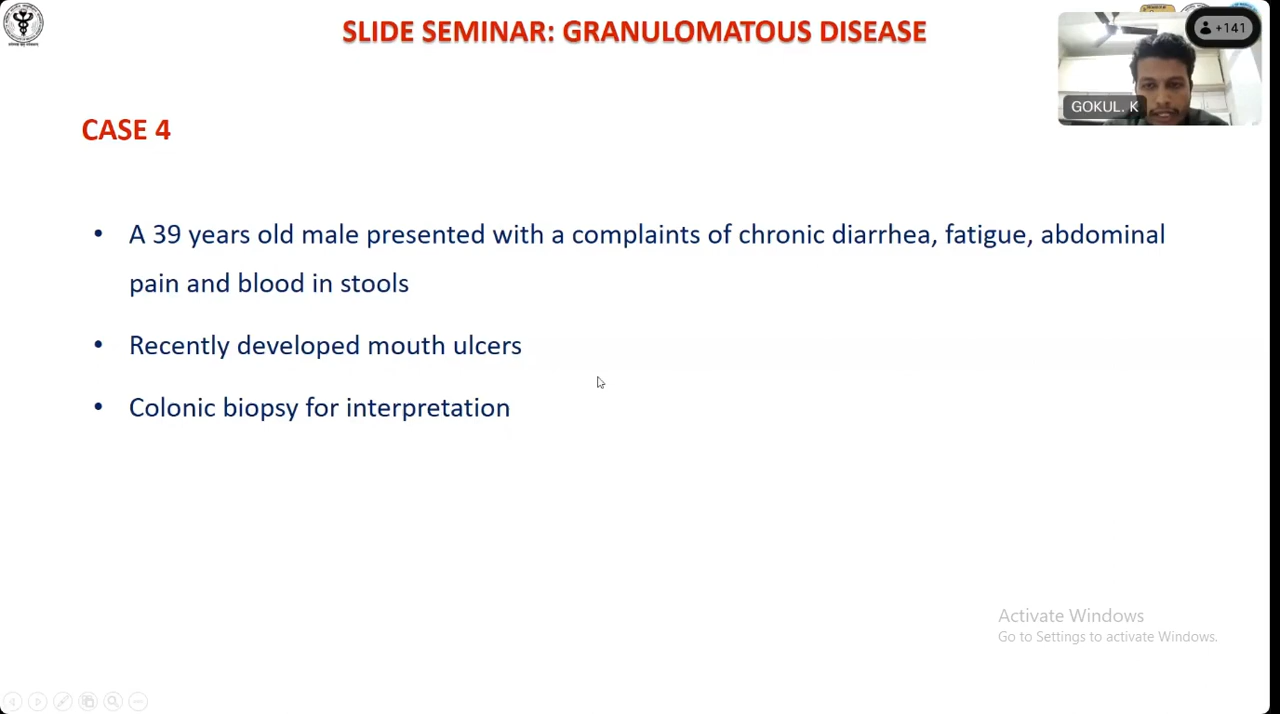 SLIDE SEMINAR: GRANULOMATOUS DISEASE
+141
GOKUL. K
CASE 4
• A 39 years old male presented with a complaints of chronic diarrhea, fatigue, abdominal
pain and blood in stools
• Recently developed mouth ulcers
• Colonic biopsy for interpretation
Activate Windows
Go to Settings to activate Windows.